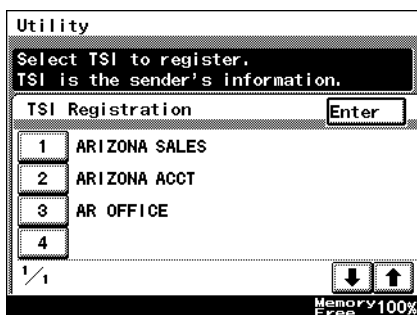 Utility
Select TSI to register.
TSI is the sender's information.
TSI Registration Enter
1 ARIZONA SALES
2 ARIZONA ACCT
3 AR OFFICE
4
1/1
Memory Free 100%